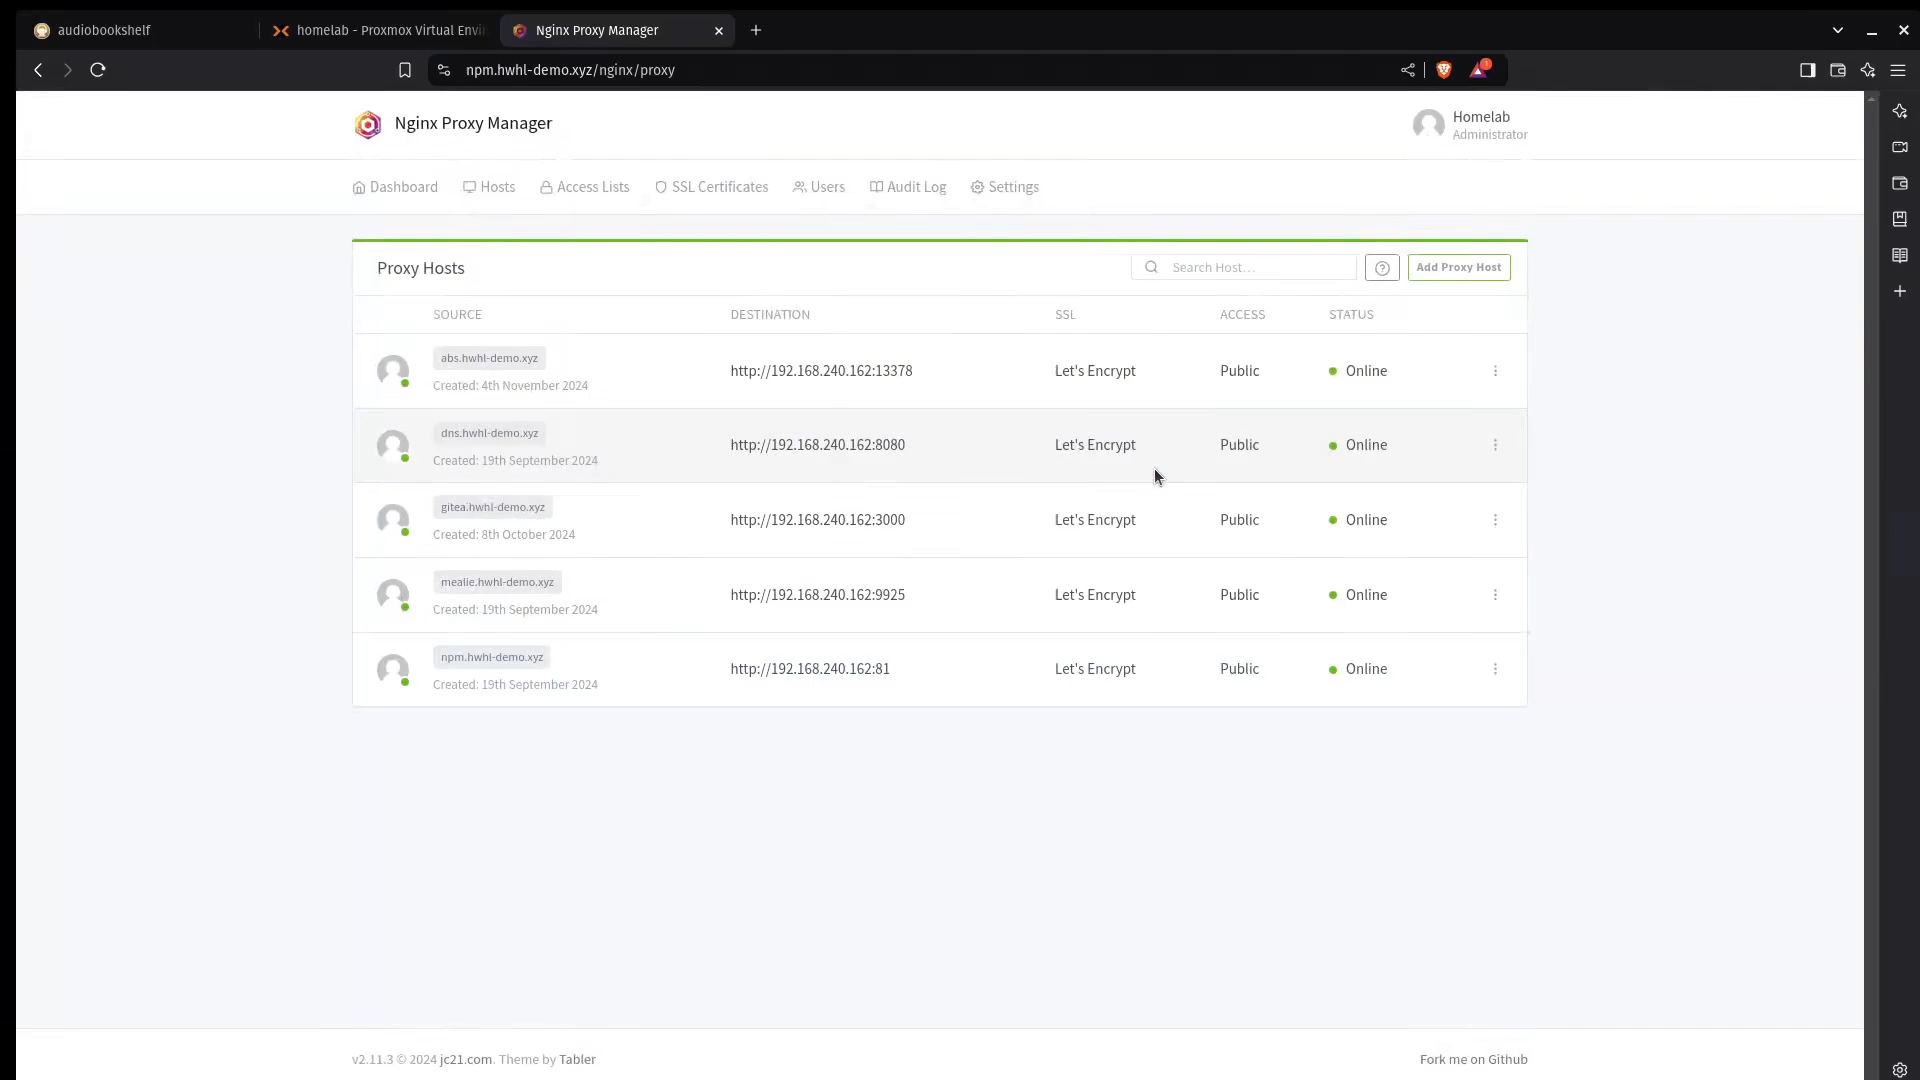 audiobookshelf
homelab - Proxmox Virtual Envi
Nginx Proxy Manager
npm.hwhl-demo.xyz/nginx/proxy
1
Nginx Proxy Manager
Homelab
Administrator
Dashboard Hosts Access Lists SSL Certificates Users Audit Log Settings
Proxy Hosts
Search Host…
Add Proxy Host
SOURCE DESTINATION SSL ACCESS STATUS
abs.hwhl-demo.xyz
Created: 4th November 2024
http://192.168.240.162:13378 Let's Encrypt Public Online
dns.hwhl-demo.xyz
Created: 19th September 2024
http://192.168.240.162:8080 Let's Encrypt Public Online
gitea.hwhl-demo.xyz
Created: 8th October 2024
http://192.168.240.162:3000 Let's Encrypt Public Online
mealie.hwhl-demo.xyz
Created: 19th September 2024
http://192.168.240.162:9925 Let's Encrypt Public Online
npm.hwhl-demo.xyz
Created: 19th September 2024
http://192.168.240.162:81 Let's Encrypt Public Online
v2.11.3 © 2024 jc21.com. Theme by Tabler
Fork me on Github